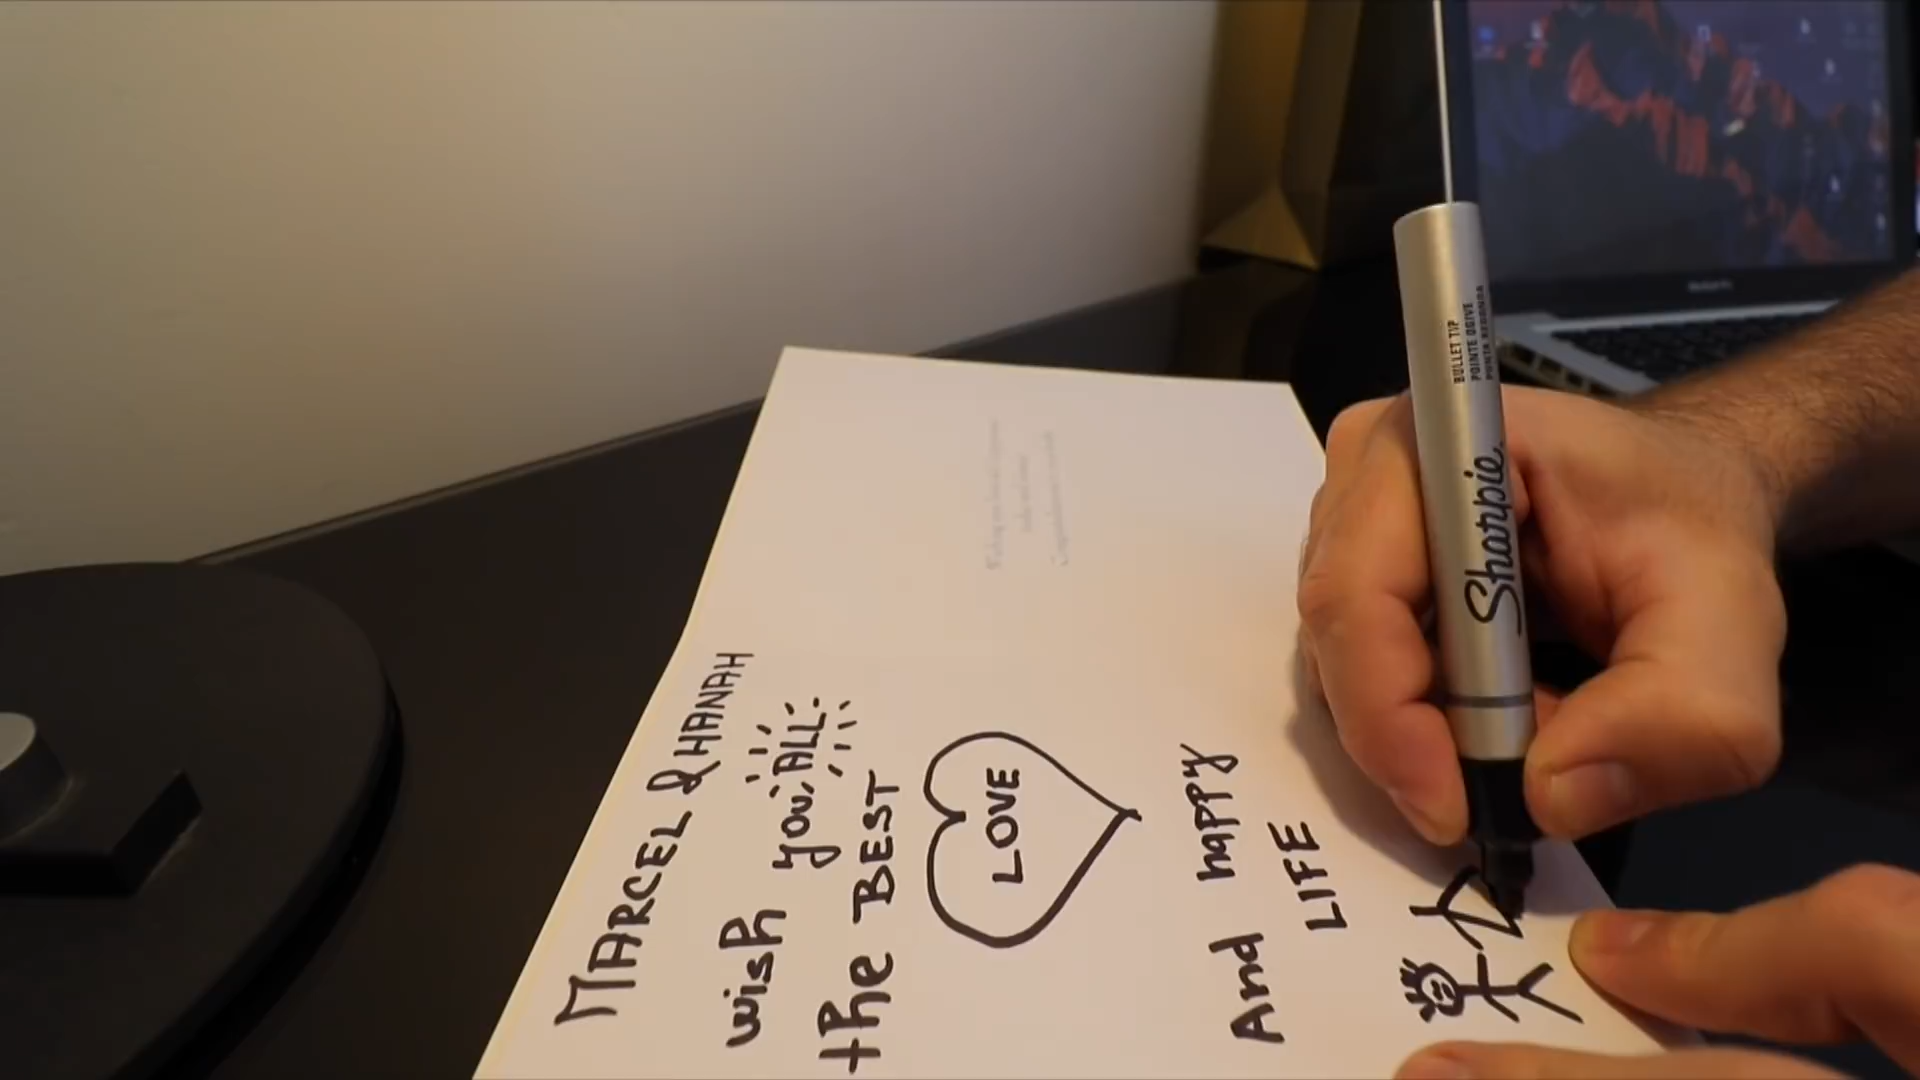 MARCEL & HANAH
wish you ALL
the BEST
LOVE
And happy
LIFE
Sharpie
BULLET TIP
POINTE OGIVE
PUNTA REDONDA